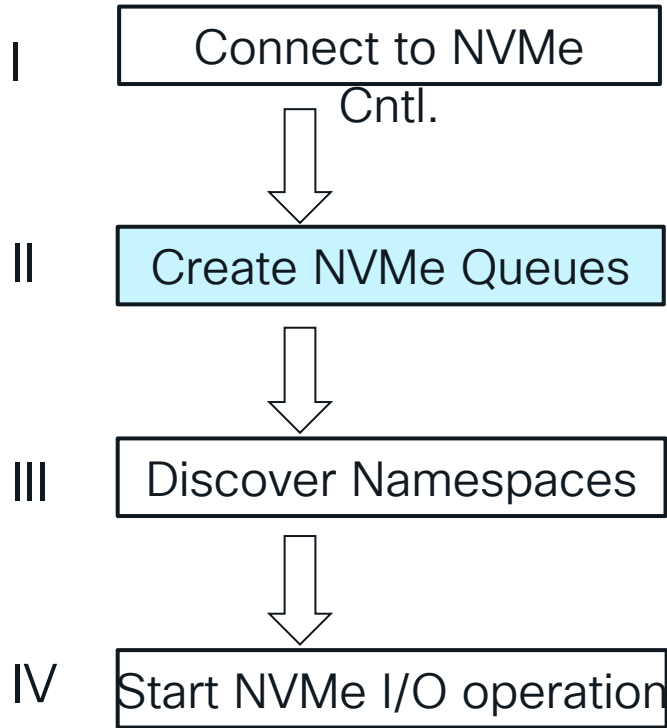 I
Connect to NVMe
Cntl.
II
Create NVMe Queues
III
Discover Namespaces
IV
Start NVMe I/O operation